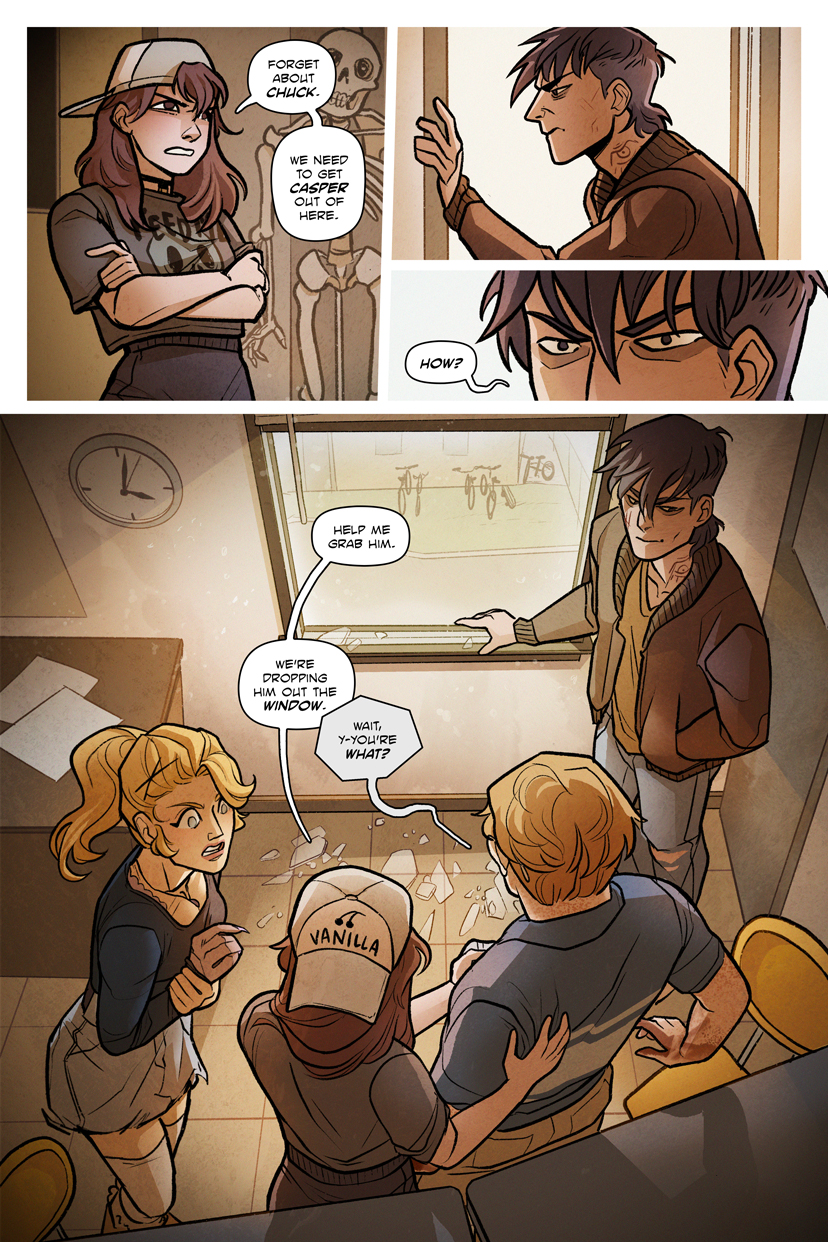 FORGET
ABOUT
CHUCK.
WE NEED
TO GET
CASPER
OUT OF
HERE.
HOW?
HELP ME
GRAB HIM.
WE'RE
DROPPING
HIM OUT THE
WINDOW.
WAIT,
Y-YOU'RE
WHAT?
VANILLA